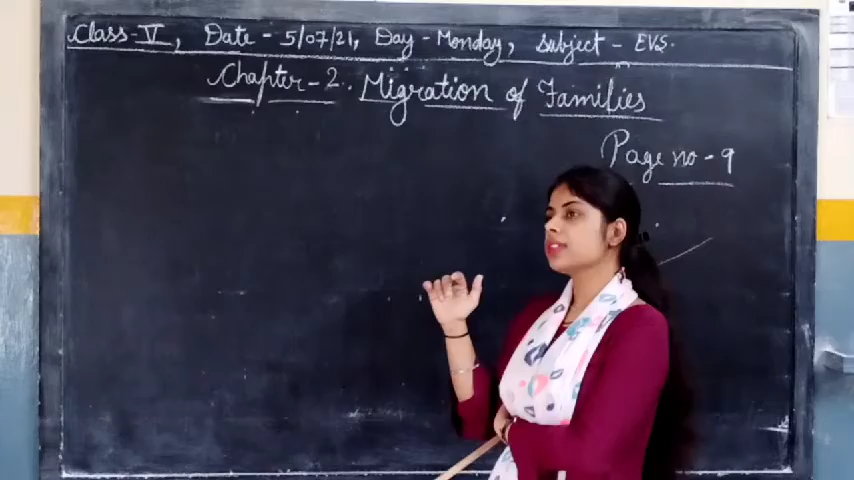 Class - V, Date - 5/07/21, Day - Monday, Subject - EVS.
Chapter - 2. Migration of Families
Page no - 9